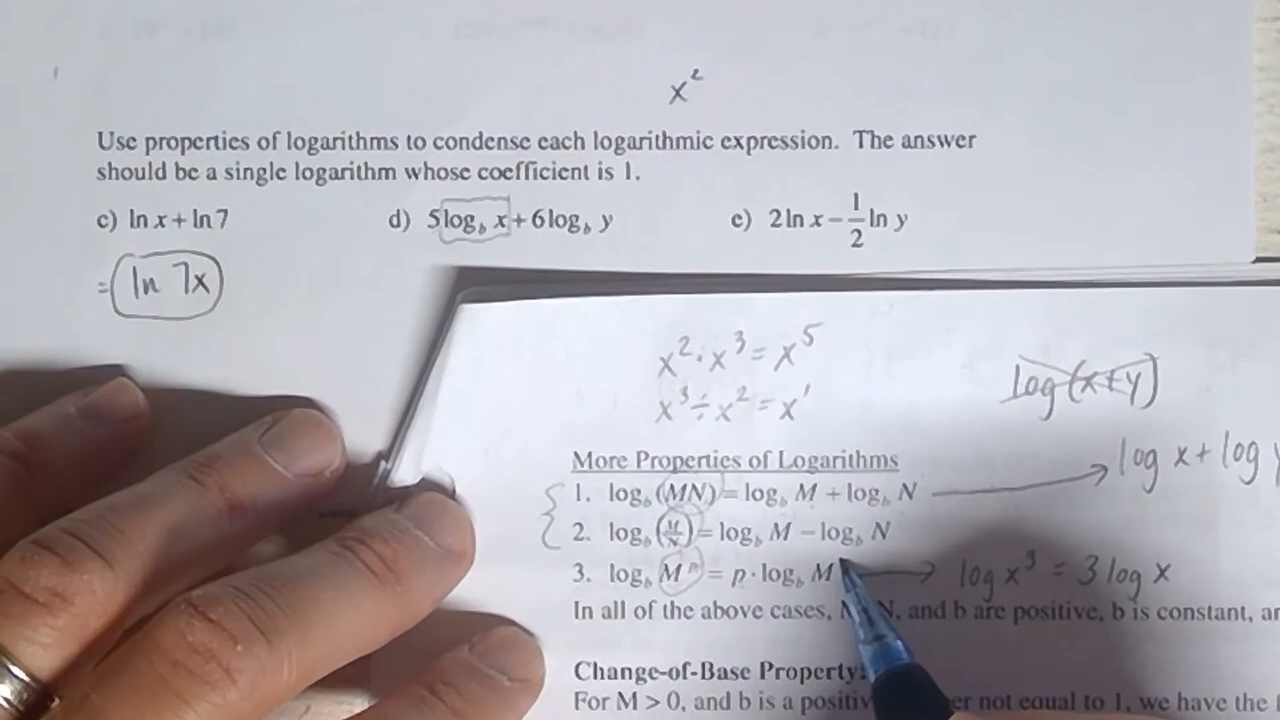 x²
Use properties of logarithms to condense each logarithmic expression. The answer
should be a single logarithm whose coefficient is 1.
c) ln x + ln 7 d) 5 log_b x + 6 log_b y e) 2 ln x − 1/2 ln y
= ln 7x
x² · x³ = x⁵
x³ ÷ x² = x¹
log (x+y)
More Properties of Logarithms
log x + log y
1. log_b (MN) = log_b M + log_b N
2. log_b (M/N) = log_b M − log_b N
3. log_b M^p = p · log_b M → log x³ = 3 log x
In all of the above cases, N, and b are positive, b is constant,
Change-of-Base Property:
For M > 0, and b is a not equal to 1, we have the